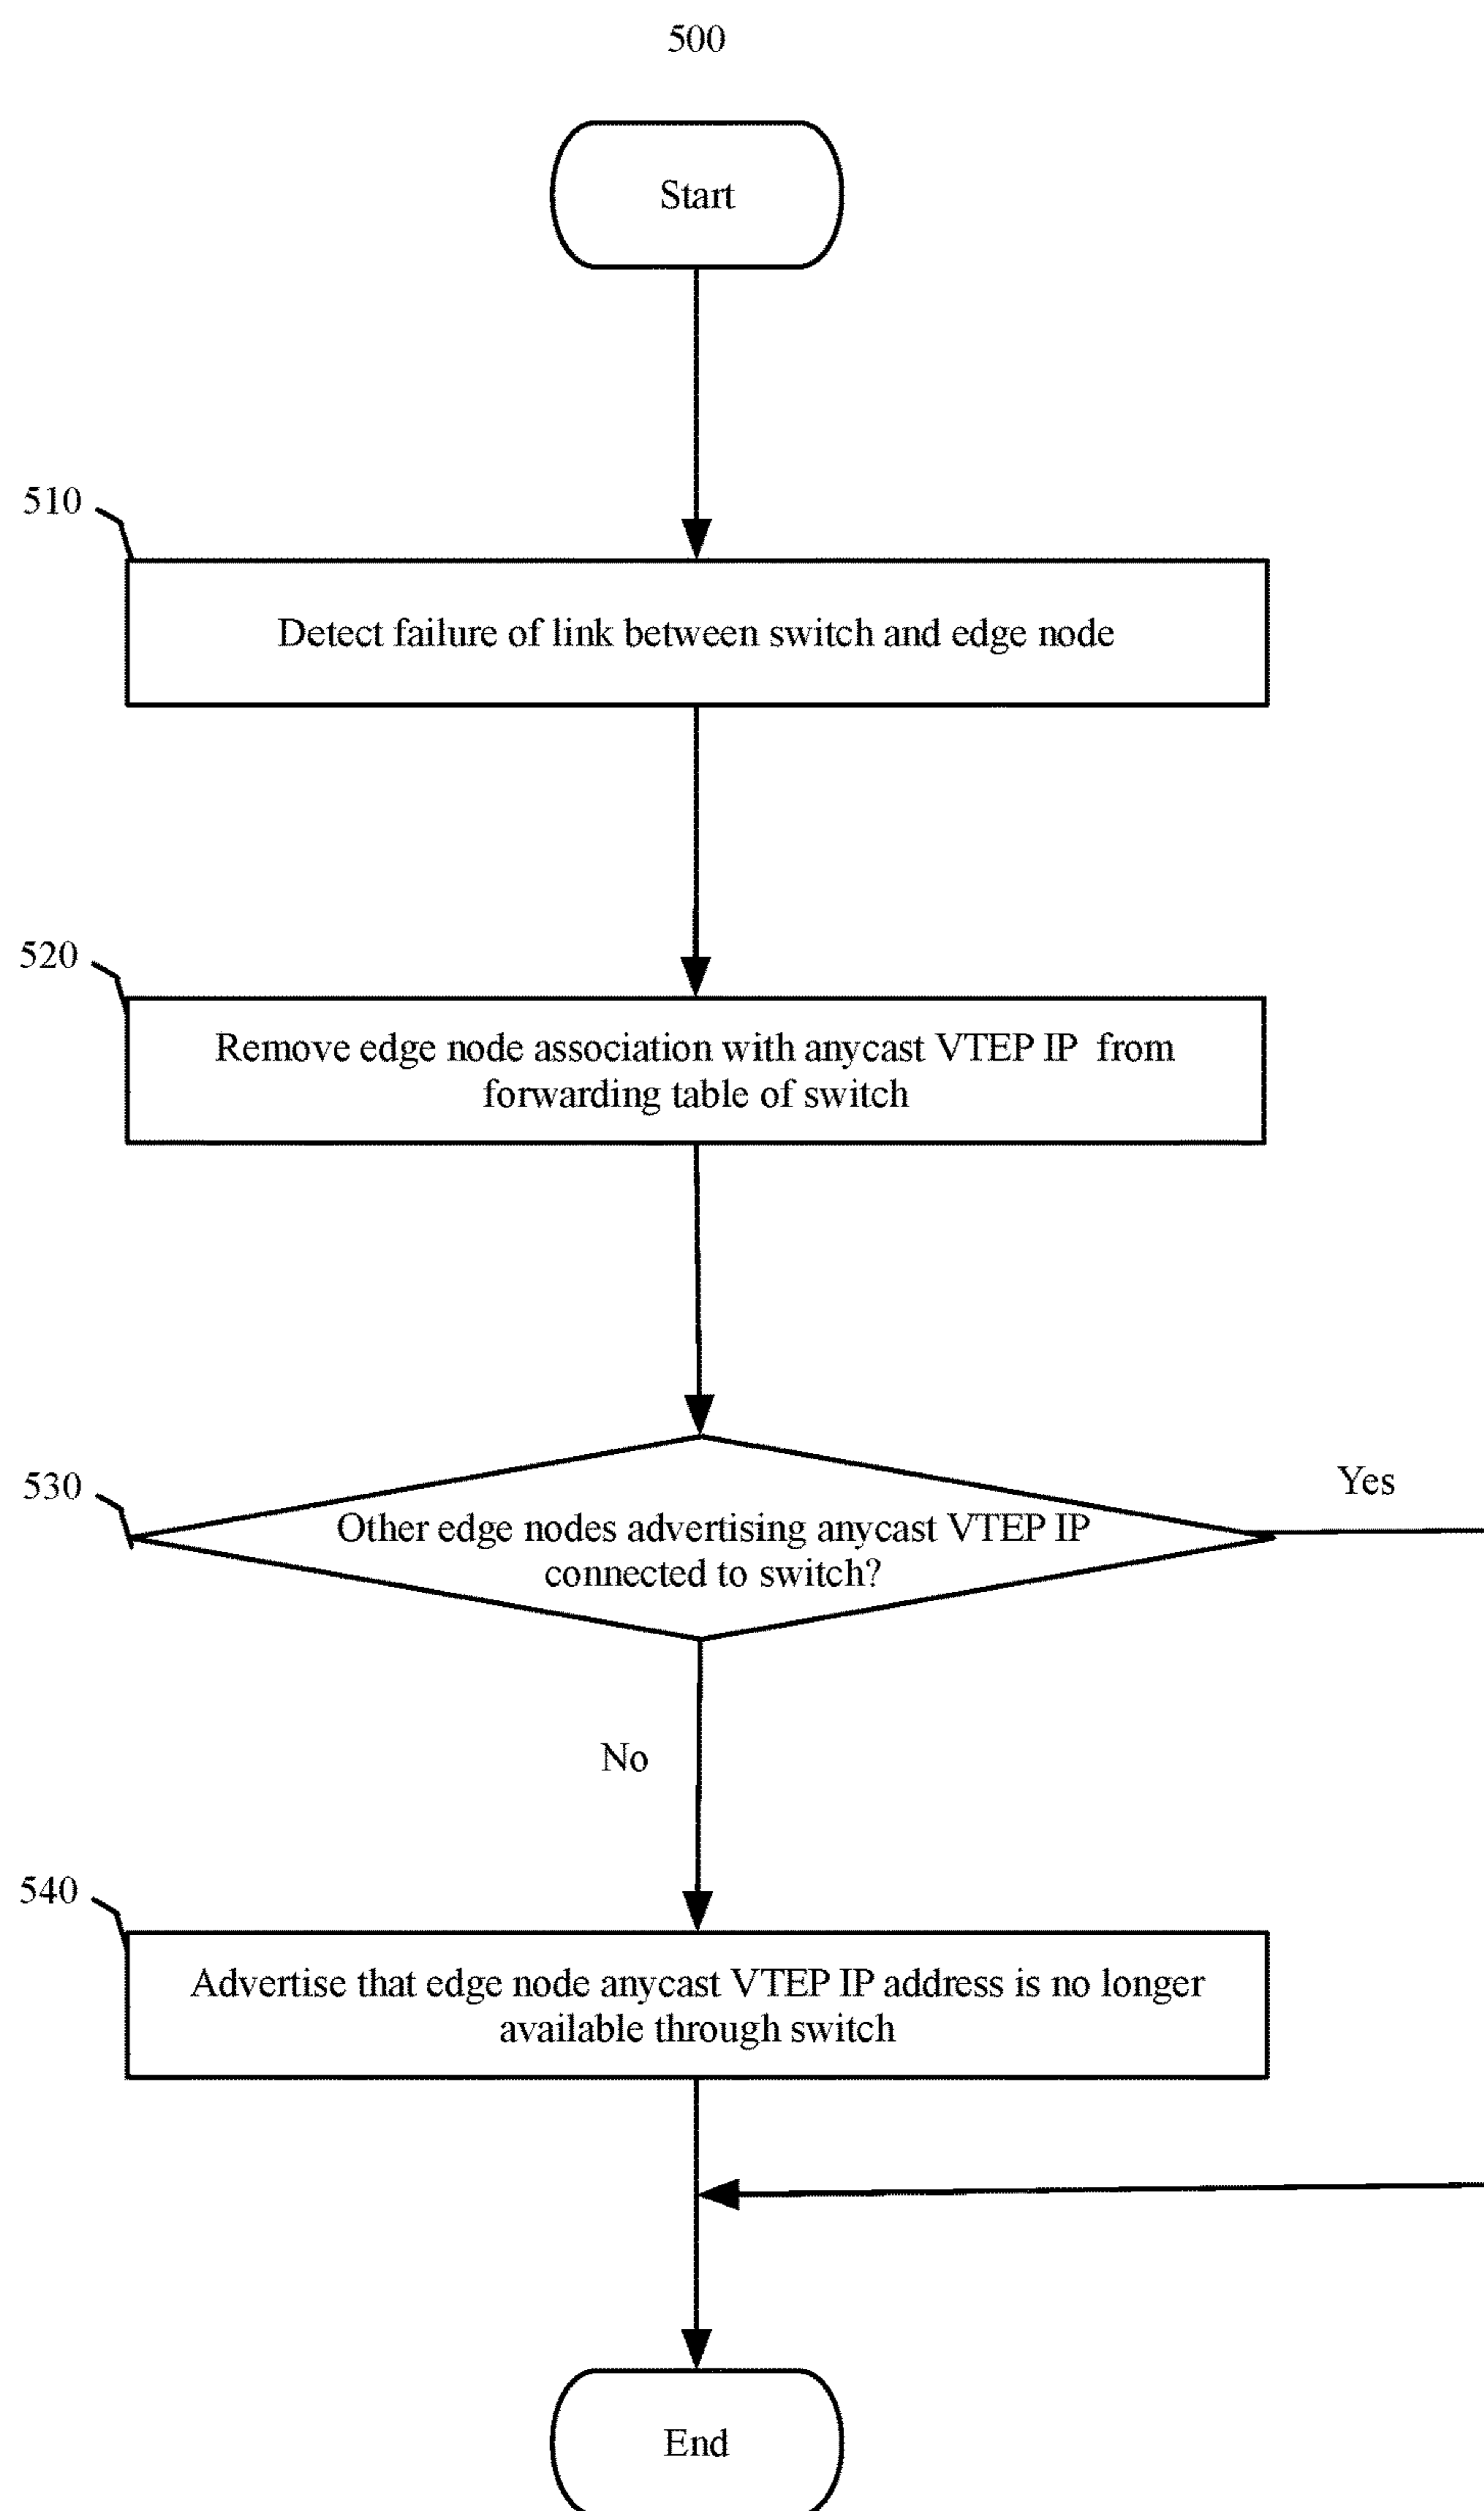 500
Start
510
Detect failure of link between switch and edge node
520
Remove edge node association with anycast VTEP IP from
forwarding table of switch
530
Other edge nodes advertising anycast VTEP IP
connected to switch?
Yes
No
540
Advertise that edge node anycast VTEP IP address is no longer
available through switch
End